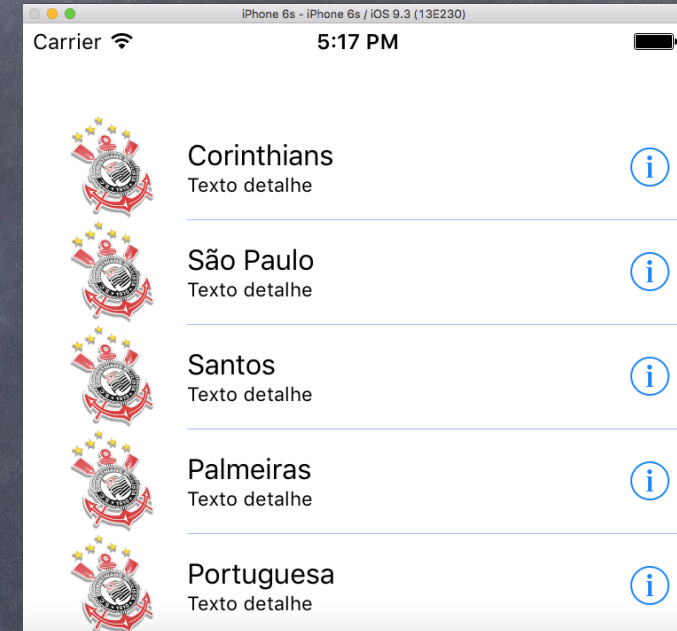 iPhone 6s - iPhone 6s / iOS 9.3 (13E230)
Carrier 5:17 PM
Corinthians
Texto detalhe
São Paulo
Texto detalhe
Santos
Texto detalhe
Palmeiras
Texto detalhe
Portuguesa
Texto detalhe